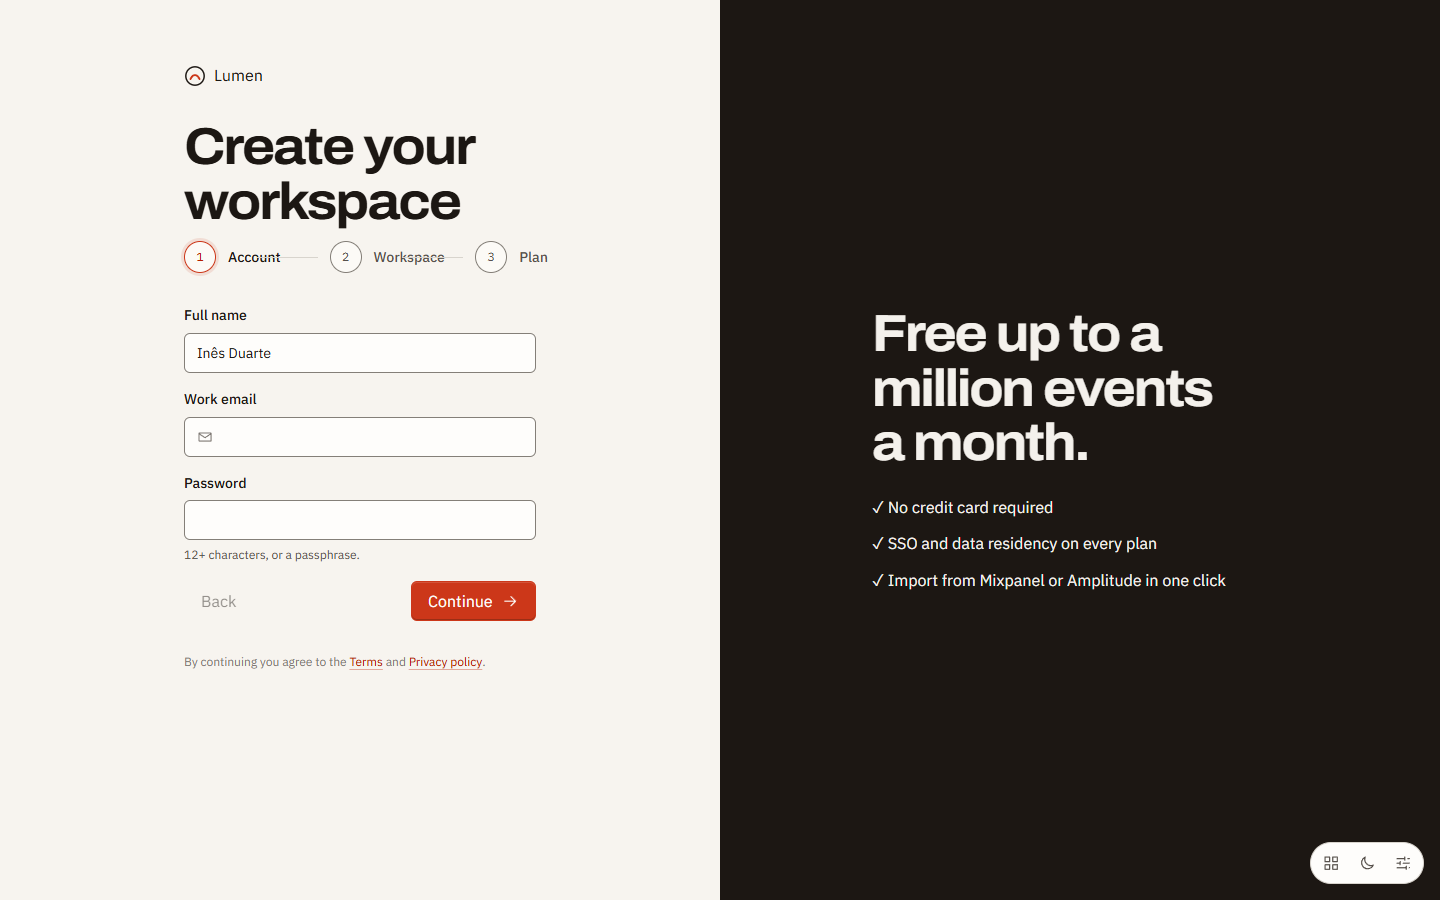 Lumen
Create your
workspace
1 Account 2 Workspace 3 Plan
Full name
Inês Duarte
Work email
Password
12+ characters, or a passphrase.
Back Continue →
By continuing you agree to the Terms and Privacy policy.
Free up to a
million events
a month.
✓ No credit card required
✓ SSO and data residency on every plan
✓ Import from Mixpanel or Amplitude in one click